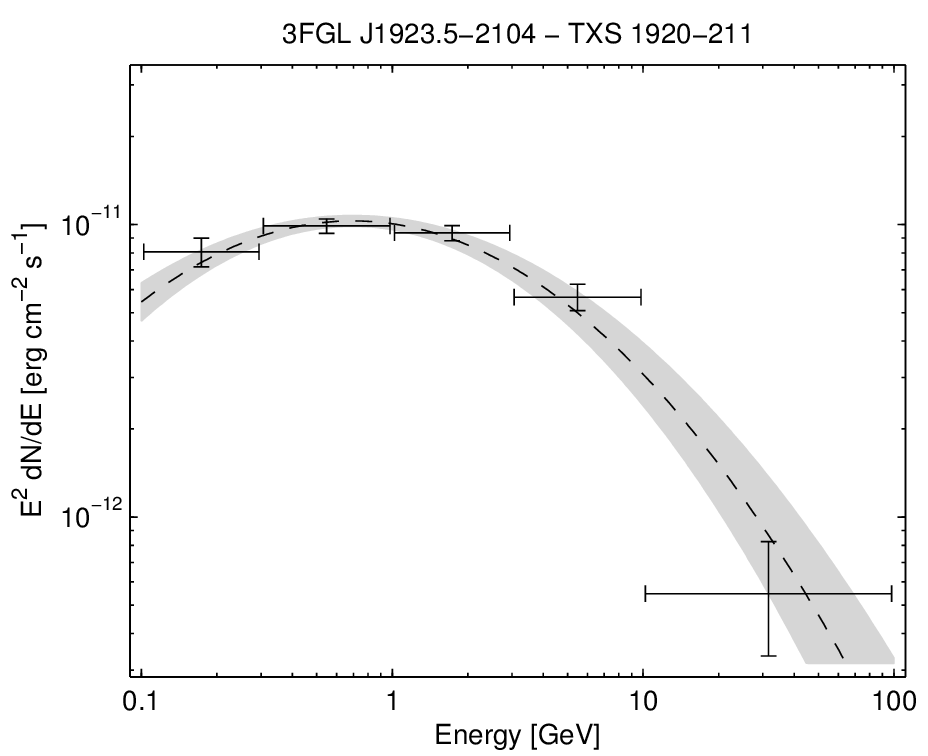 3FGL J1923.5−2104 − TXS 1920−211
E² dN/dE [erg cm⁻² s⁻¹]
10⁻¹¹
10⁻¹²
0.1 1 10 100
Energy [GeV]